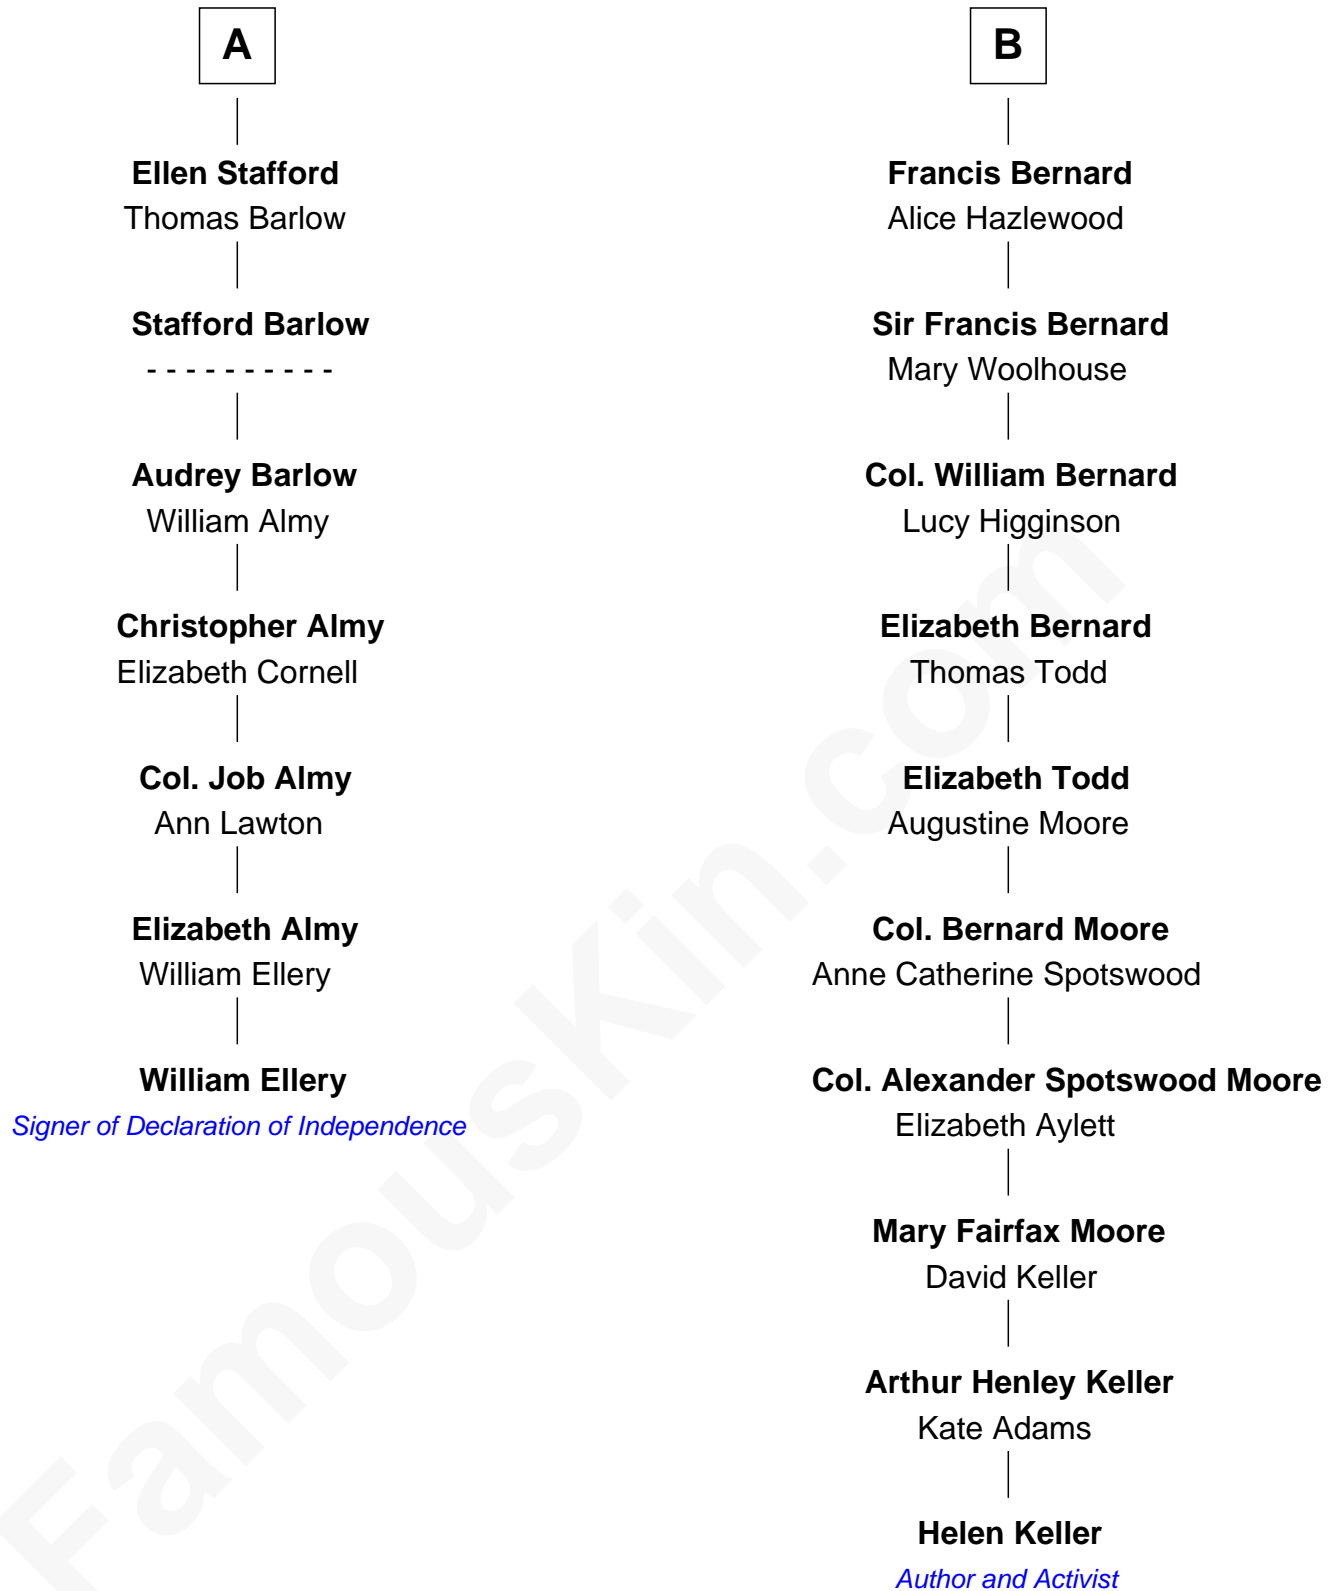 A
Ellen Stafford
Thomas Barlow
Stafford Barlow
- - - - - - - - - -
Audrey Barlow
William Almy
Christopher Almy
Elizabeth Cornell
Col. Job Almy
Ann Lawton
Elizabeth Almy
William Ellery
William Ellery
Signer of Declaration of Independence
B
Francis Bernard
Alice Hazlewood
Sir Francis Bernard
Mary Woolhouse
Col. William Bernard
Lucy Higginson
Elizabeth Bernard
Thomas Todd
Elizabeth Todd
Augustine Moore
Col. Bernard Moore
Anne Catherine Spotswood
Col. Alexander Spotswood Moore
Elizabeth Aylett
Mary Fairfax Moore
David Keller
Arthur Henley Keller
Kate Adams
Helen Keller
Author and Activist
FamousKin.com